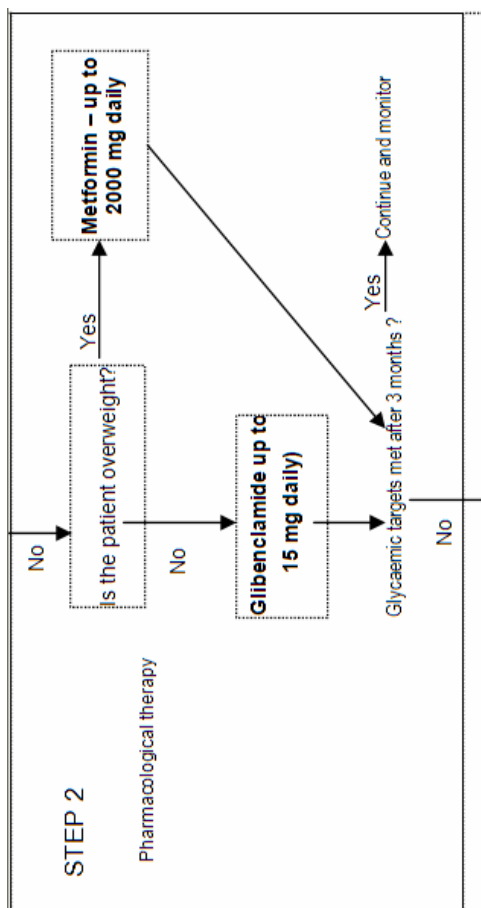 STEP 2
Pharmacological therapy
No
Is the patient overweight?
Yes
Metformin – up to
2000 mg daily
No
Glibenclamide up to
15 mg daily)
Glycaemic targets met after 3 months ?
Yes
Continue and monitor
No